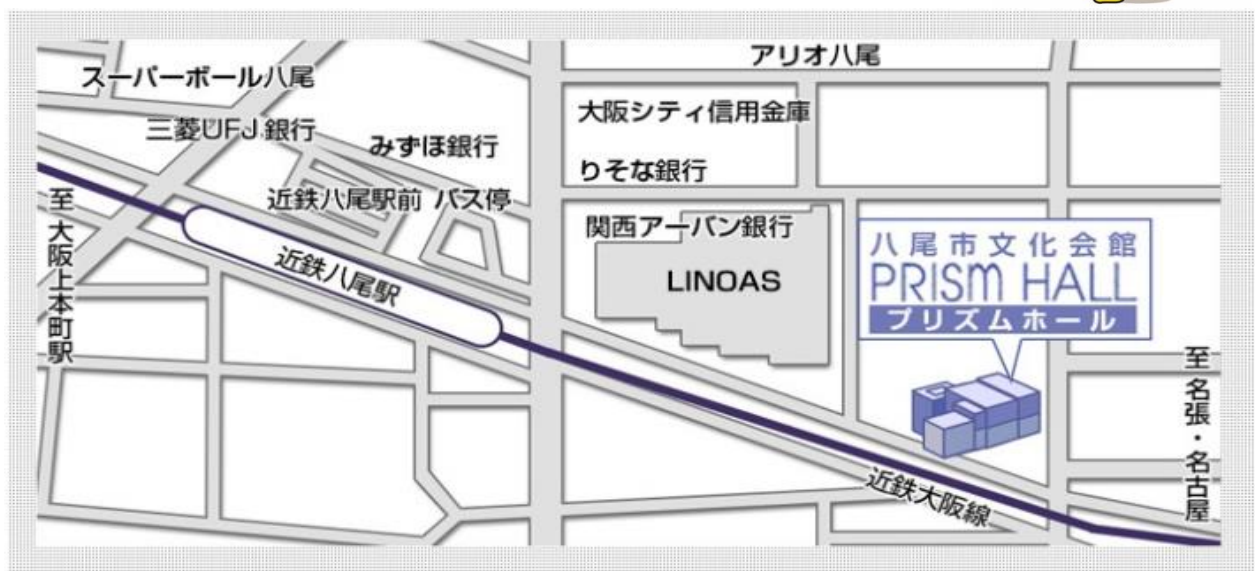 アリオ八尾
スーパーボール八尾
大阪シティ信用金庫
三菱UFJ銀行
みずほ銀行
りそな銀行
近鉄八尾駅前 バス停
至 大阪上本町駅
関西アーバン銀行
八尾市文化会館
PRISM HALL
プリズムホール
近鉄八尾駅
LINOAS
至 名張・名古屋
近鉄大阪線